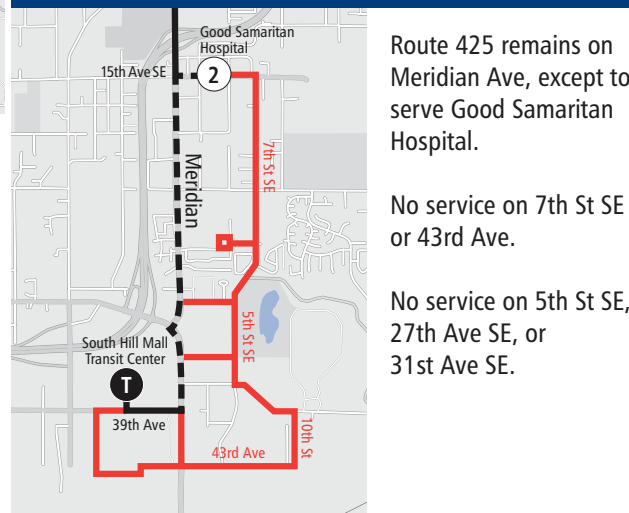 Good Samaritan
Hospital
15th Ave SE
2
7th St SE
Meridian
5th St SE
South Hill Mall
Transit Center
T
39th Ave
10th St
43rd Ave
Route 425 remains on
Meridian Ave, except to
serve Good Samaritan
Hospital.
No service on 7th St SE
or 43rd Ave.
No service on 5th St SE,
27th Ave SE, or
31st Ave SE.